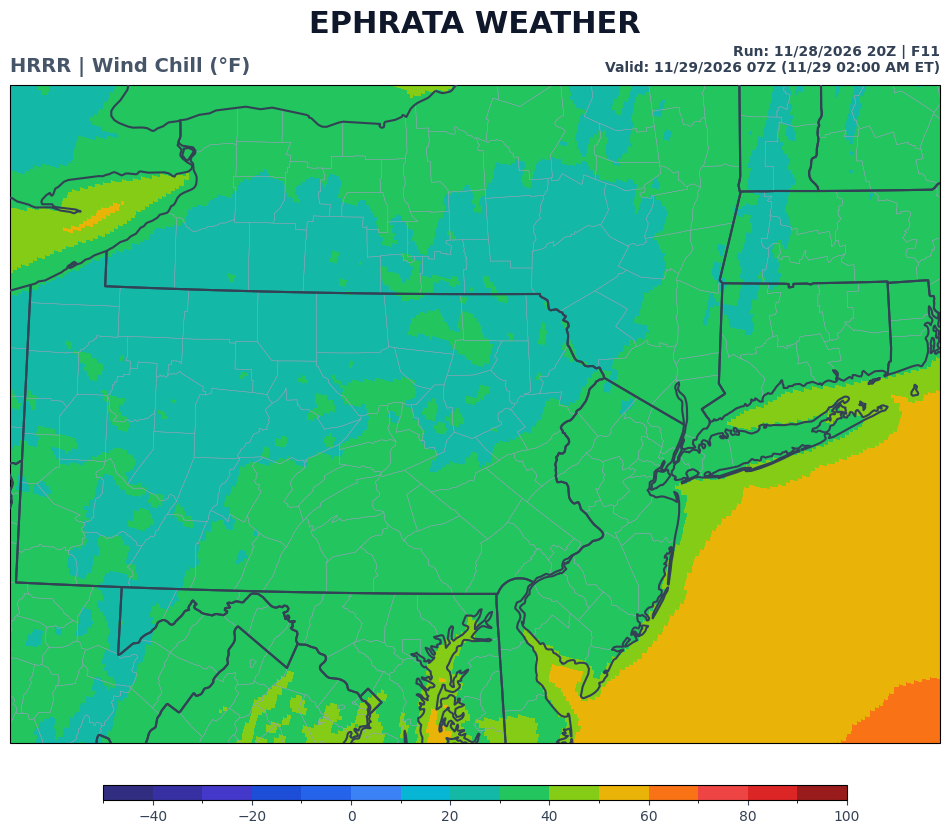 EPHRATA WEATHER
HRRR | Wind Chill (°F)
Run: 11/28/2026 20Z | F11
Valid: 11/29/2026 07Z (11/29 02:00 AM ET)
−40 −20 0 20 40 60 80 100